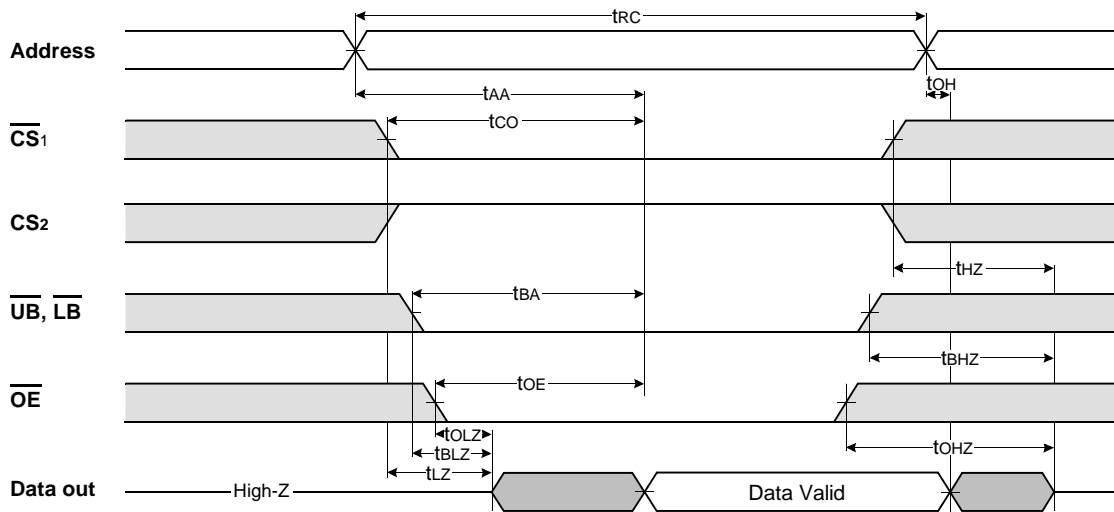 tRC
Address
tOH
tAA
tCO
CS1
CS2
tHZ
tBA
UB, LB
tBHZ
tOE
OE
tOLZ
tOHZ
tBLZ
tLZ
Data out
High-Z
Data Valid